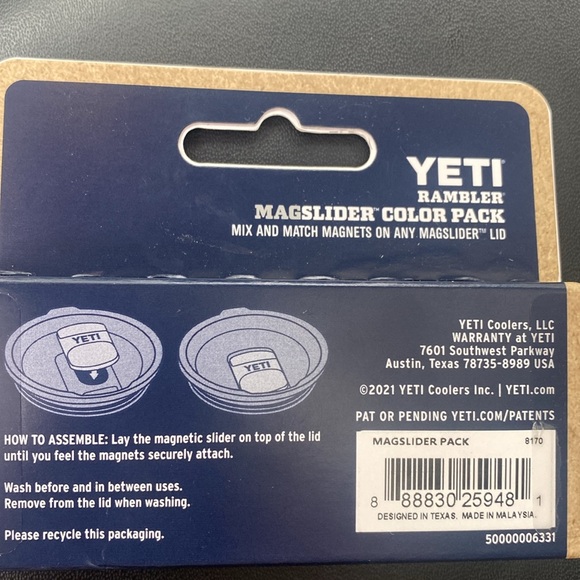 YETI
RAMBLER
MAGSLIDER™ COLOR PACK
MIX AND MATCH MAGNETS ON ANY MAGSLIDER™ LID
YETI
YETI
HOW TO ASSEMBLE: Lay the magnetic slider on top of the lid
until you feel the magnets securely attach.
Wash before and in between uses.
Remove from the lid when washing.
Please recycle this packaging.
YETI Coolers, LLC
WARRANTY at YETI
7601 Southwest Parkway
Austin, Texas 78735-8989 USA
©2021 YETI Coolers Inc. | YETI.com
PAT OR PENDING YETI.COM/PATENTS
MAGSLIDER PACK 8170
8 88830 25948 1
DESIGNED IN TEXAS. MADE IN MALAYSIA.
50000006331